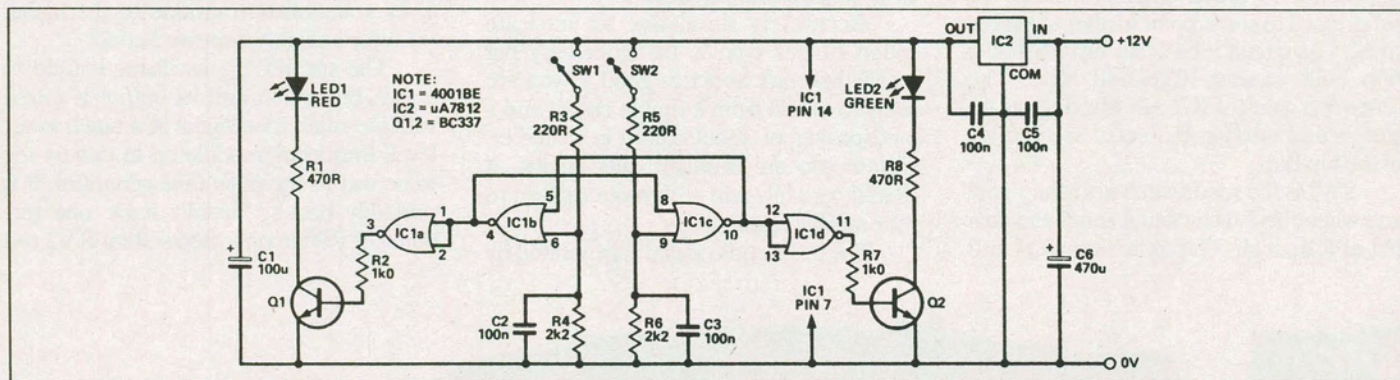 OUT
IC2
IN
+12V
COM
LED1
RED
NOTE:
IC1 = 4001BE
IC2 = uA7812
Q1,2 = BC337
SW1
SW2
IC1
PIN 14
LED2
GREEN
R3
220R
R5
220R
C4
100n
C5
100n
R1
470R
R8
470R
3
IC1a
1
2
4
IC1b
5
6
8
9
IC1c
10
12
13
IC1d
11
C1
100u
+
R2
1k0
R7
1k0
+
C6
470u
Q1
C2
100n
R4
2k2
R6
2k2
C3
100n
IC1
PIN 7
Q2
0V